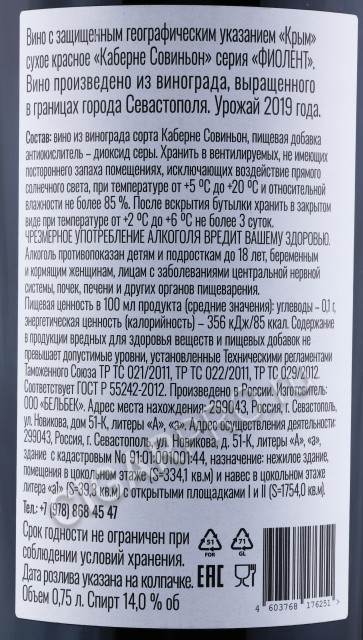 Вино с защищенным географическим указанием «Крым»
сухое красное «Каберне Совиньон» серия «ФИОЛЕНТ».
Вино произведено из винограда, выращенного
в границах города Севастополя. Урожай 2019 года.
Состав: вино из винограда сорта Каберне Совиньон, пищевая добавка
антиокислитель – диоксид серы. Хранить в вентилируемых, не имеющих
постороннего запаха помещениях, исключающих воздействие прямого
солнечного света, при температуре от +5 °C до +20 °C и относительной
влажности не более 85 %. После вскрытия бутылки хранить в закрытом
виде при температуре от +2 °C до +6 °C не более 3 суток.
ЧРЕЗМЕРНОЕ УПОТРЕБЛЕНИЕ АЛКОГОЛЯ ВРЕДИТ ВАШЕМУ ЗДОРОВЬЮ.
Алкоголь противопоказан детям и подросткам до 18 лет, беременным
и кормящим женщинам, лицам с заболеваниями центральной нервной
системы, почек, печени и других органов пищеварения.
Пищевая ценность в 100 мл продукта (средние значения): углеводы – 0,1 г,
энергетическая ценность (калорийность) – 356 кДж/85 ккал. Содержание
в продукции вредных для здоровья веществ и пищевых добавок не
превышает допустимые уровни, установленные Техническими регламентами
Таможенного Союза ТР ТС 021/2011, ТР ТС 022/2011, ТР ТС 029/2012.
Соответствует ГОСТ Р 55242-2012. Произведено в России. Изготовитель:
ООО «БЕЛЬБЕК». Адрес места нахождения: 299043, Россия, г. Севастополь,
ул. Новикова, дом 51-К, литеры «А», «а». Адрес осуществления деятельности:
299043, Россия, г. Севастополь, ул. Новикова, д. 51-К, литеры «А», «а»,
здание с кадастровым No 91:01:001001:44, назначение: нежилое здание,
помещения в цокольном этаже (S-334,1 кв.м) и навес в цокольном этаже
литера «а1» (S-39,3 кв.м) с открытыми площадками I и II (S-1754,0 кв.м)
Тел.: +7 (978) 868 45 47
Срок годности не ограничен при
соблюдении условий хранения.
Дата розлива указана на колпачке.
Объем 0,75 л. Спирт 14,0 % об
51
FOR
71
GL
EAC
4 603768 176251 >